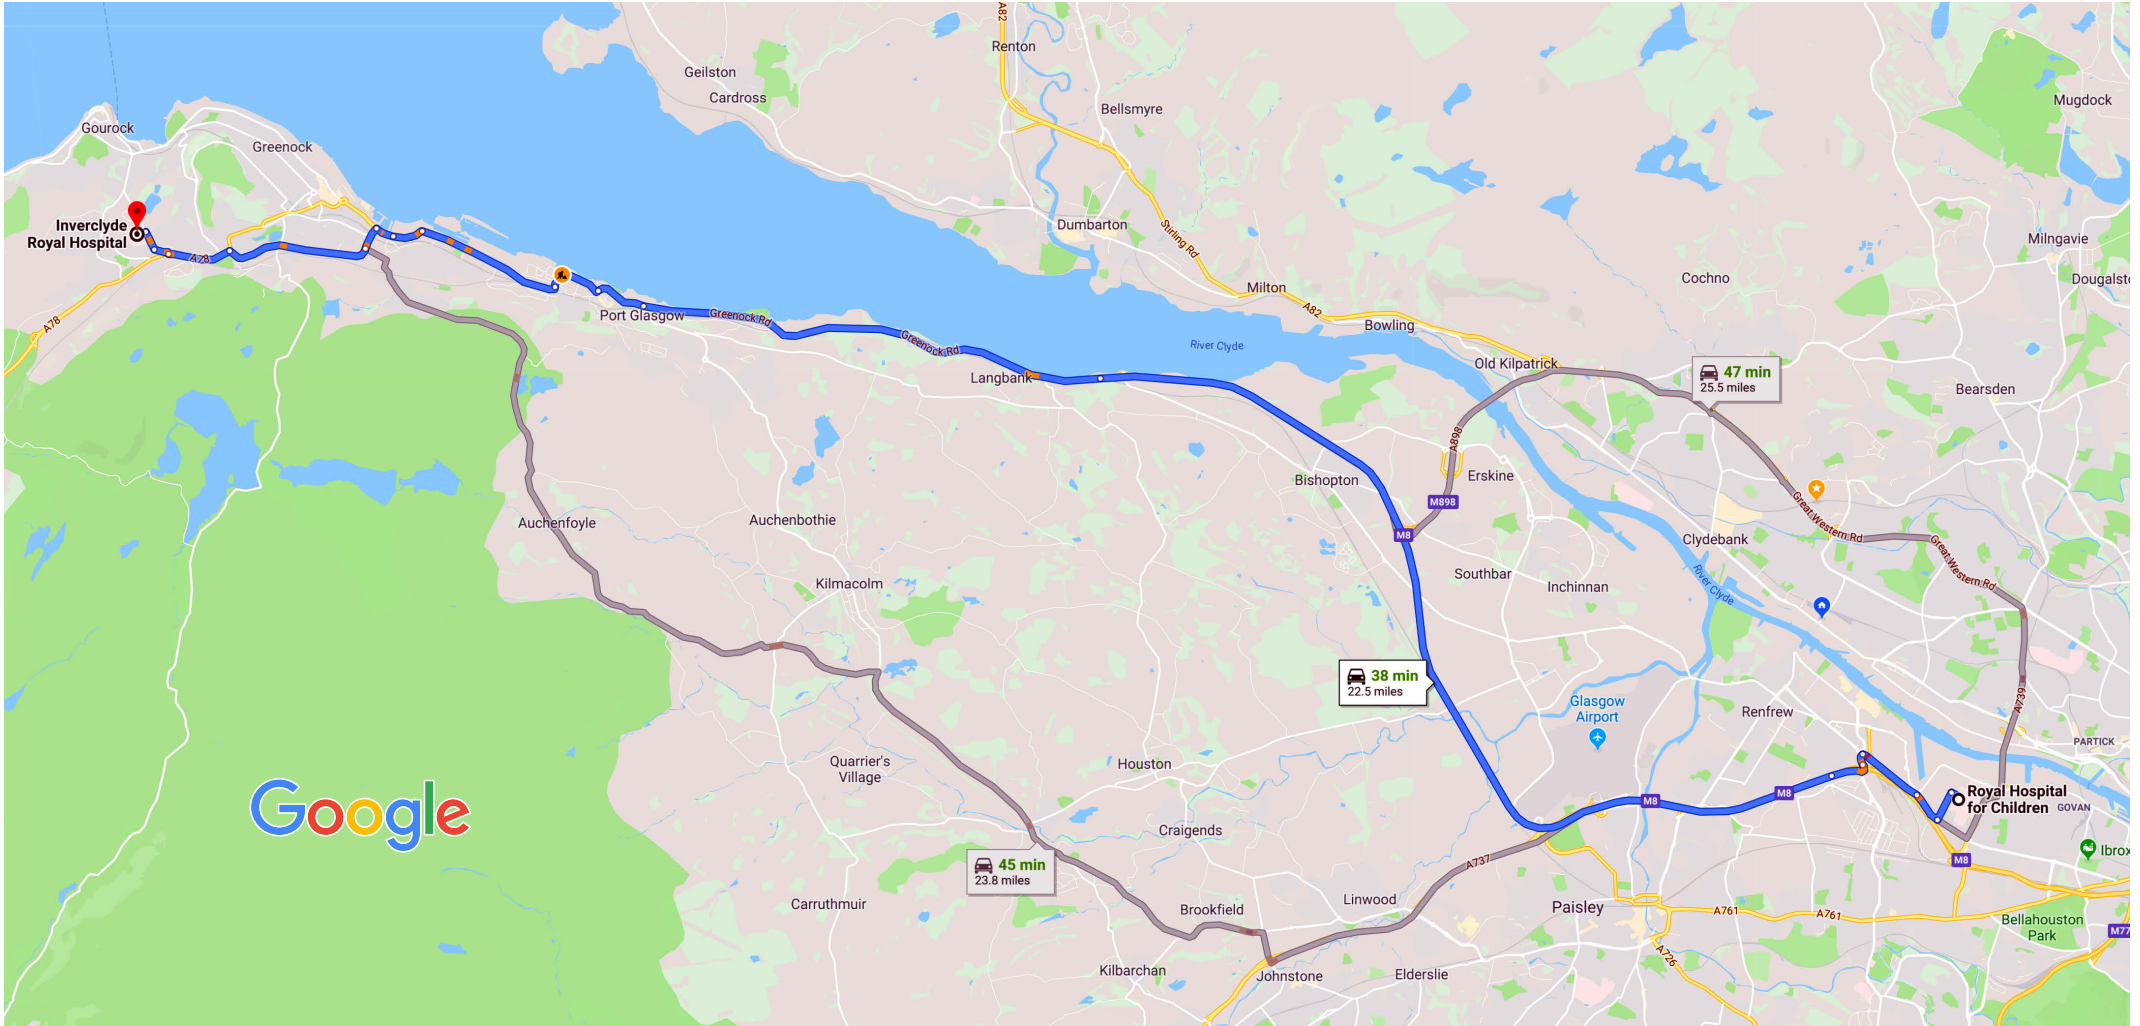 A82
Renton
Geilston
Cardross
Bellsmyre
Mugdock
Gourock
Greenock
Inverclyde
Royal Hospital
A78
A78
Dumbarton
Stirling Rd
Milngavie
Dougalsto
Cochno
Milton
A82
Bowling
Port Glasgow
Greenock Rd
Greenock Rd
River Clyde
Langbank
Old Kilpatrick
47 min
25.5 miles
Bearsden
A898
Bishopton
Erskine
M898
M8
Great Western Rd
Great Western Rd
Auchenfoyle
Auchenbothie
Clydebank
Kilmacolm
Southbar
Inchinnan
River Clyde
38 min
22.5 miles
Glasgow
Airport
Renfrew
A739
PARTICK
Quarrier's
Village
Houston
Google
M8
M8
Royal Hospital
for Children
GOVAN
Craigends
M8
Ibrox
45 min
23.8 miles
A737
Carruthmuir
Brookfield
Linwood
Paisley
A761
A761
Bellahouston
Park
M77
A726
Kilbarchan
Johnstone
Elderslie